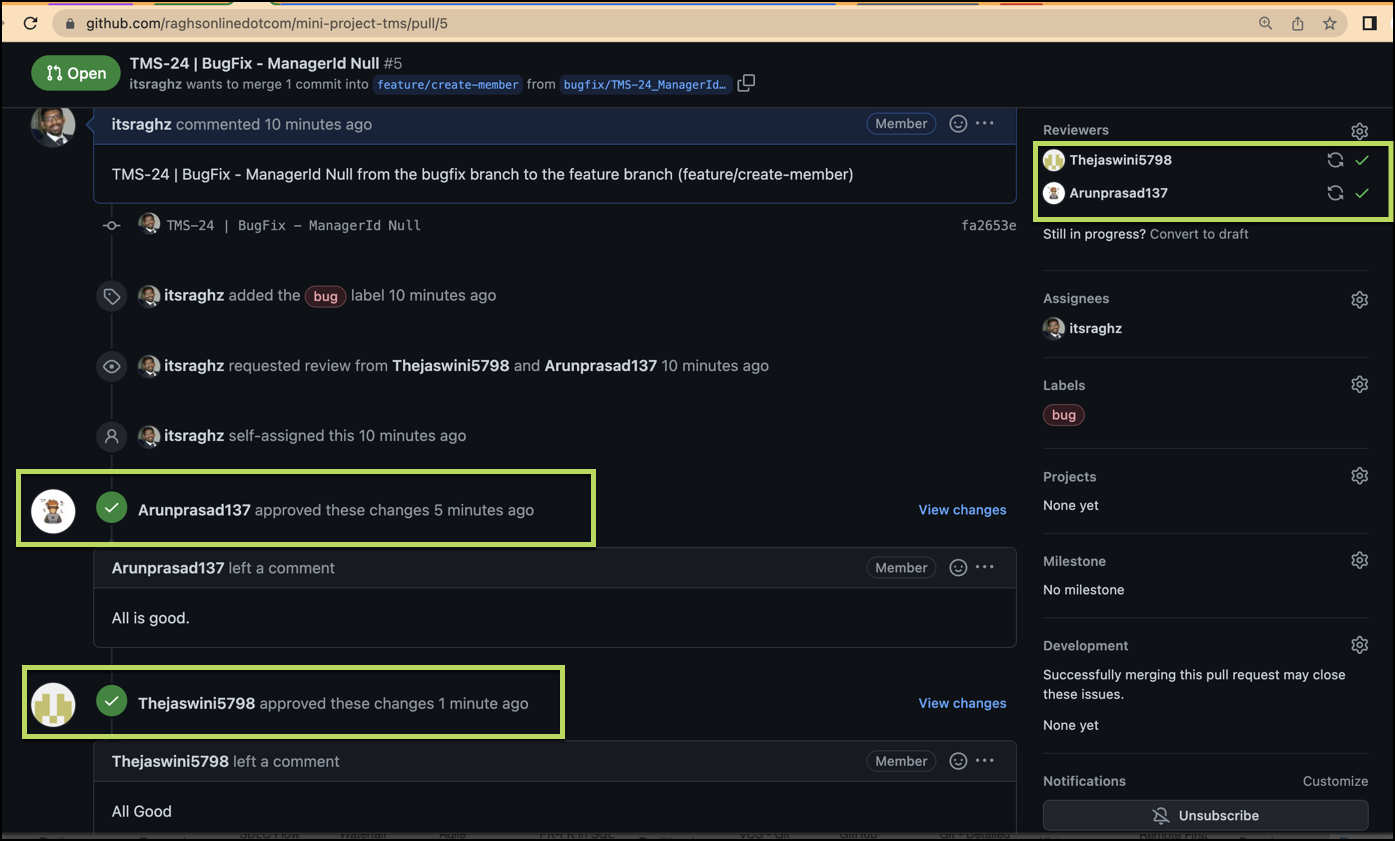 github.com/raghsonlinedotcom/mini-project-tms/pull/5
Open
TMS-24 | BugFix - ManagerId Null #5
itsraghz wants to merge 1 commit into feature/create-member from bugfix/TMS-24_ManagerId…
itsraghz commented 10 minutes ago
Member
TMS-24 | BugFix - ManagerId Null from the bugfix branch to the feature branch (feature/create-member)
TMS-24 | BugFix - ManagerId Null
fa2653e
itsraghz added the bug label 10 minutes ago
itsraghz requested review from Thejaswini5798 and Arunprasad137 10 minutes ago
itsraghz self-assigned this 10 minutes ago
Arunprasad137 approved these changes 5 minutes ago
View changes
Arunprasad137 left a comment
Member
All is good.
Thejaswini5798 approved these changes 1 minute ago
View changes
Thejaswini5798 left a comment
Member
All Good
Reviewers
Thejaswini5798
Arunprasad137
Still in progress? Convert to draft
Assignees
itsraghz
Labels
bug
Projects
None yet
Milestone
No milestone
Development
Successfully merging this pull request may close
these issues.
None yet
Notifications
Customize
Unsubscribe